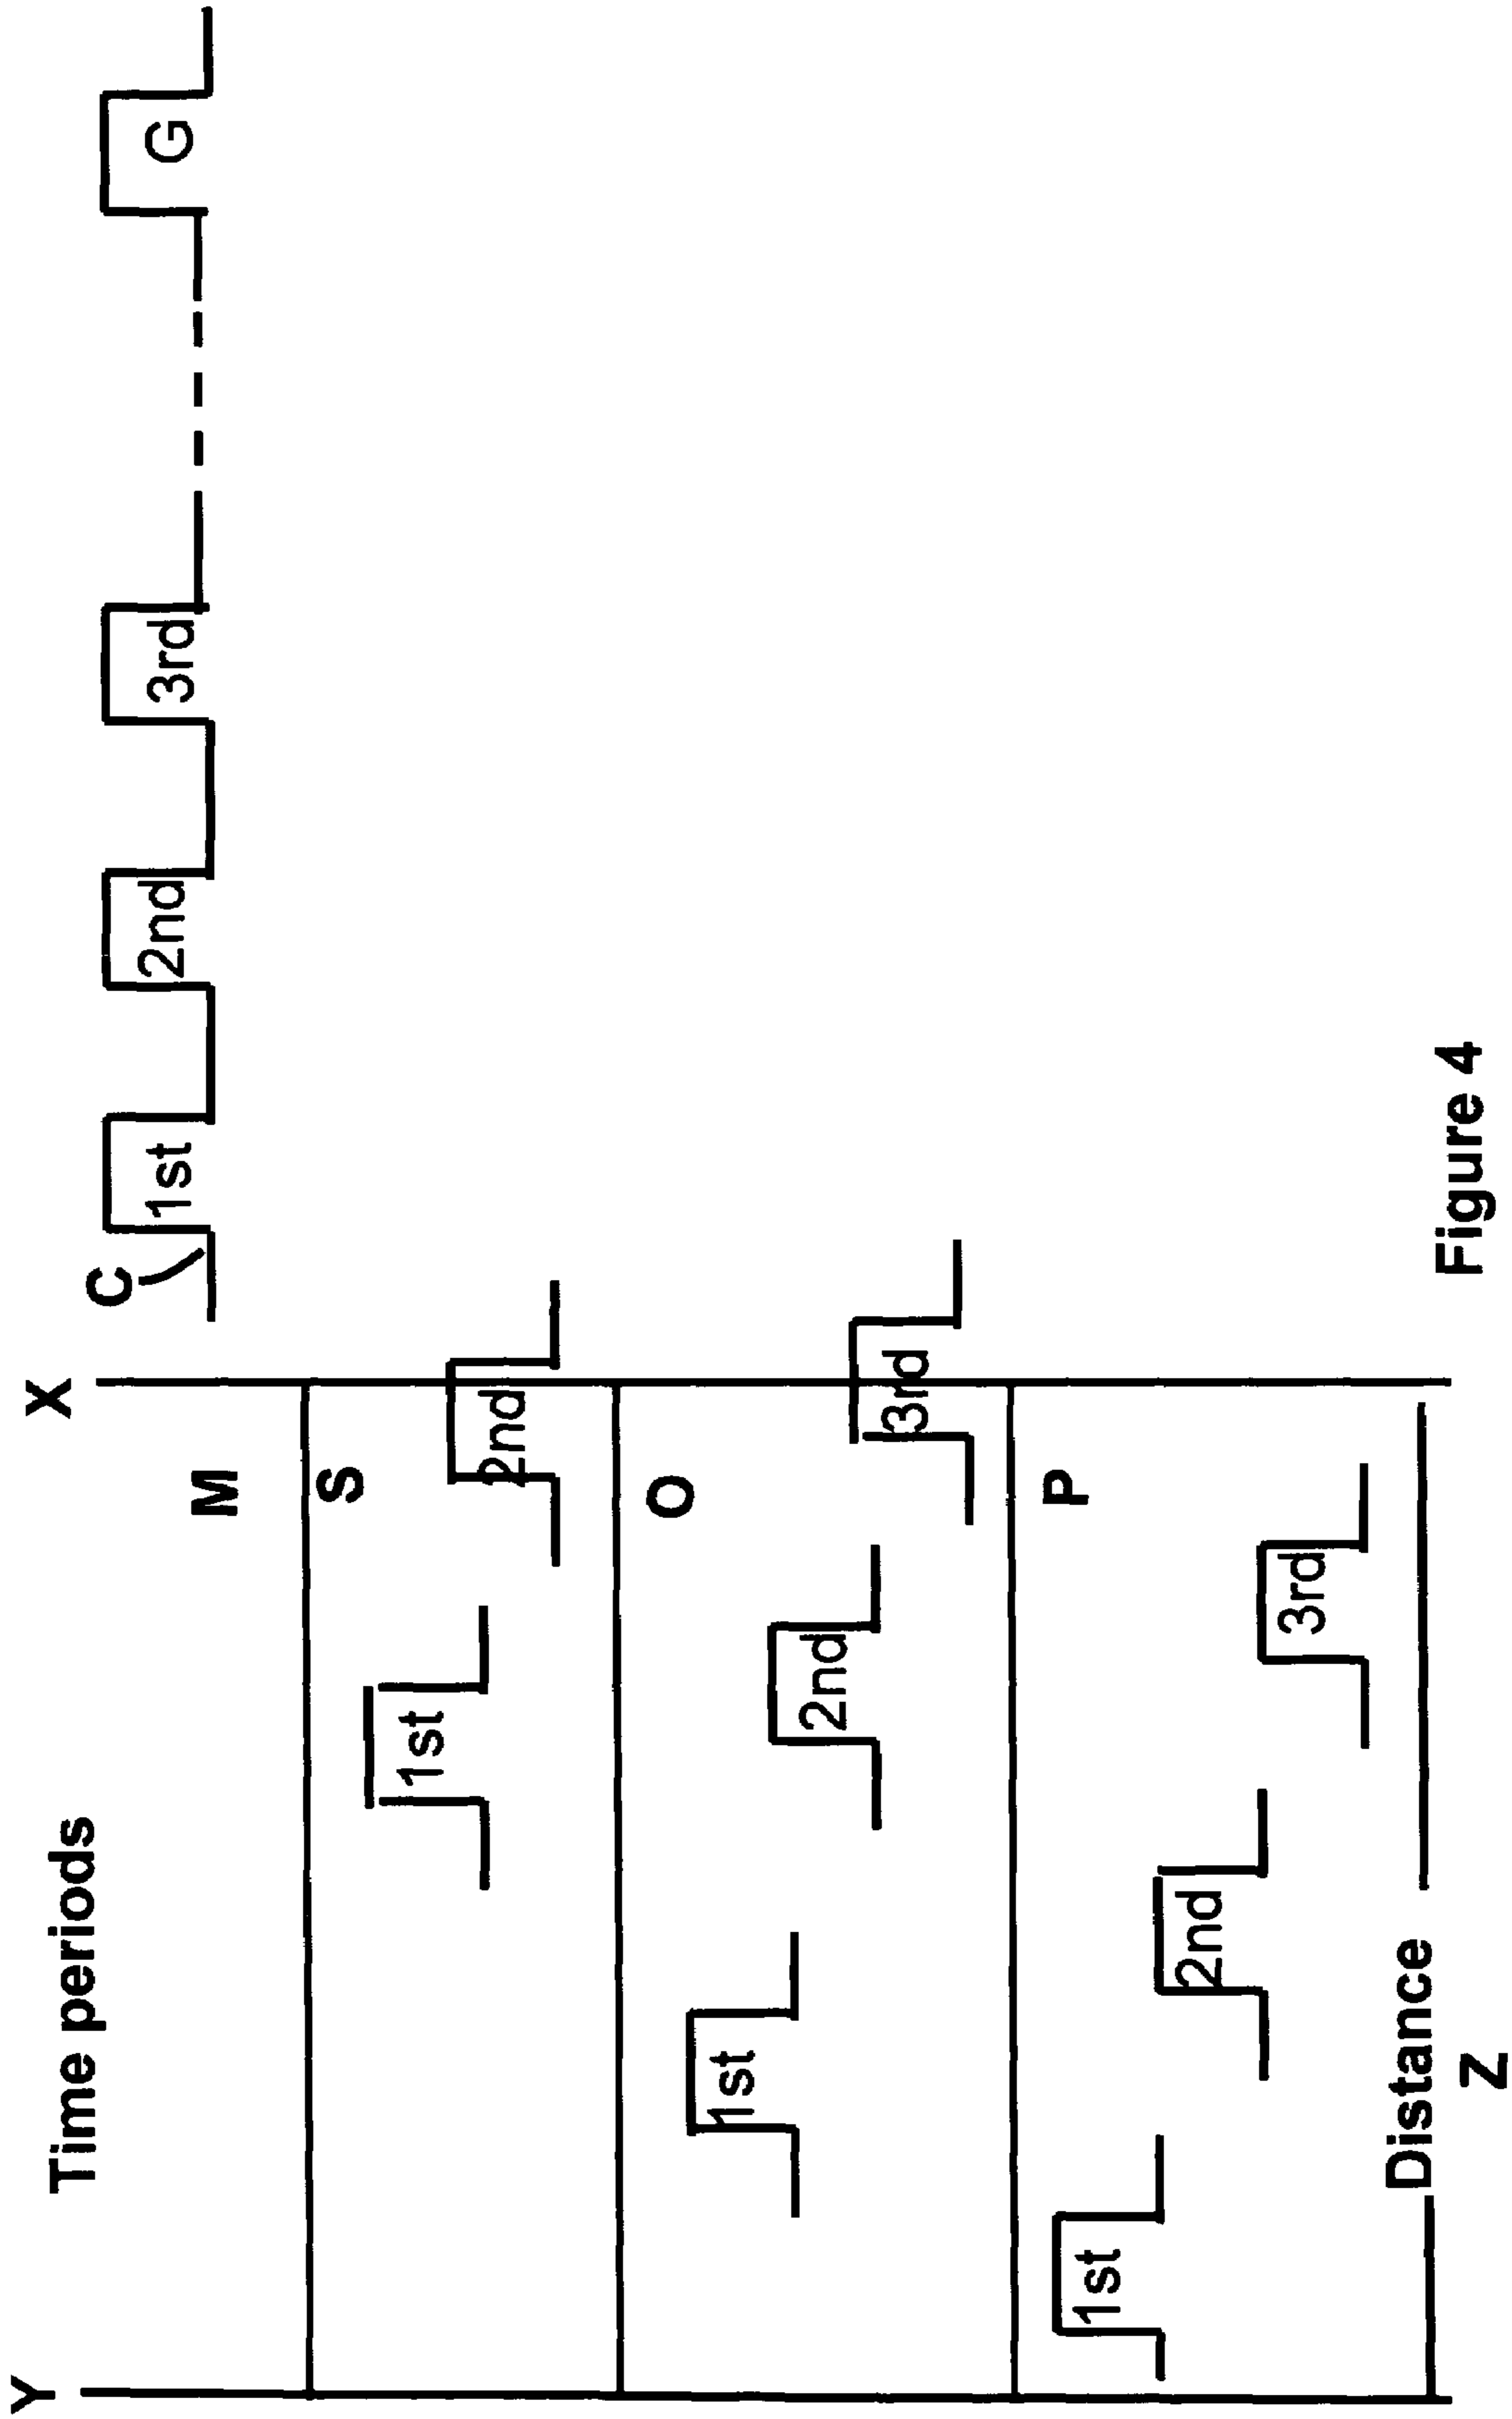 Y
Time periods
X
C
1st
2nd
3rd
G
M
S
1st
2nd
O
1st
2nd
3rd
P
1st
2nd
3rd
Distance
Z
Figure 4